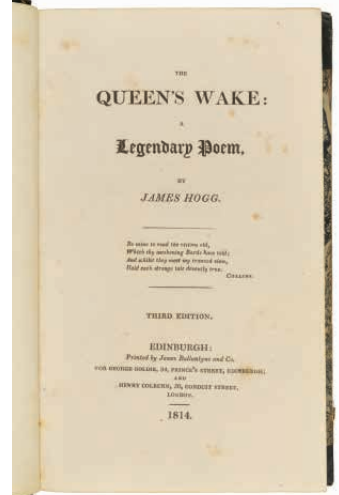 THE
QUEEN'S WAKE:
A
Legendary Poem,
BY
JAMES HOGG.
Be mine to read the visions old,
Which thy awakening Bards have told;
And whilst they meet my tranced view,
Hold each strange tale devoutly true.
COLLINS.
THIRD EDITION.
EDINBURGH:
Printed by James Ballantyne and Co.
FOR GEORGE GOLDIE, 34, PRINCE'S STREET, EDINBURGH;
AND
HENRY COLBURN, 50, CONDUIT STREET,
LONDON.
1814.